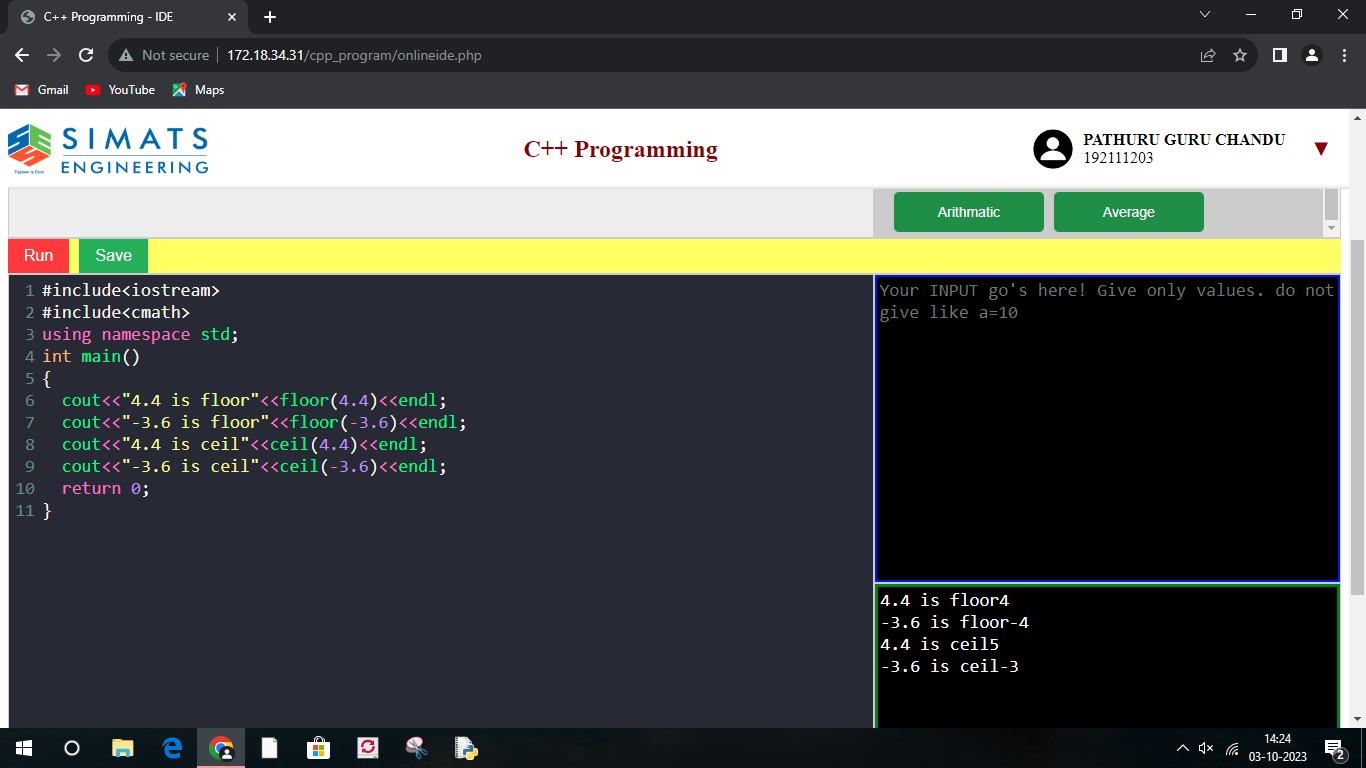 C++ Programming - IDE
Not secure
172.18.34.31/cpp_program/onlineide.php
Gmail
YouTube
Maps
SIMATS
ENGINEERING
Engineer to Excel
C++ Programming
PATHURU GURU CHANDU
192111203
Arithmatic
Average
Run
Save
1 #include<iostream>
2 #include<cmath>
3 using namespace std;
4 int main()
5 {
6 cout<<"4.4 is floor"<<floor(4.4)<<endl;
7 cout<<"-3.6 is floor"<<floor(-3.6)<<endl;
8 cout<<"4.4 is ceil"<<ceil(4.4)<<endl;
9 cout<<"-3.6 is ceil"<<ceil(-3.6)<<endl;
10 return 0;
11 }
Your INPUT go's here! Give only values. do not
give like a=10
4.4 is floor4
-3.6 is floor-4
4.4 is ceil5
-3.6 is ceil-3
14:24
03-10-2023
2